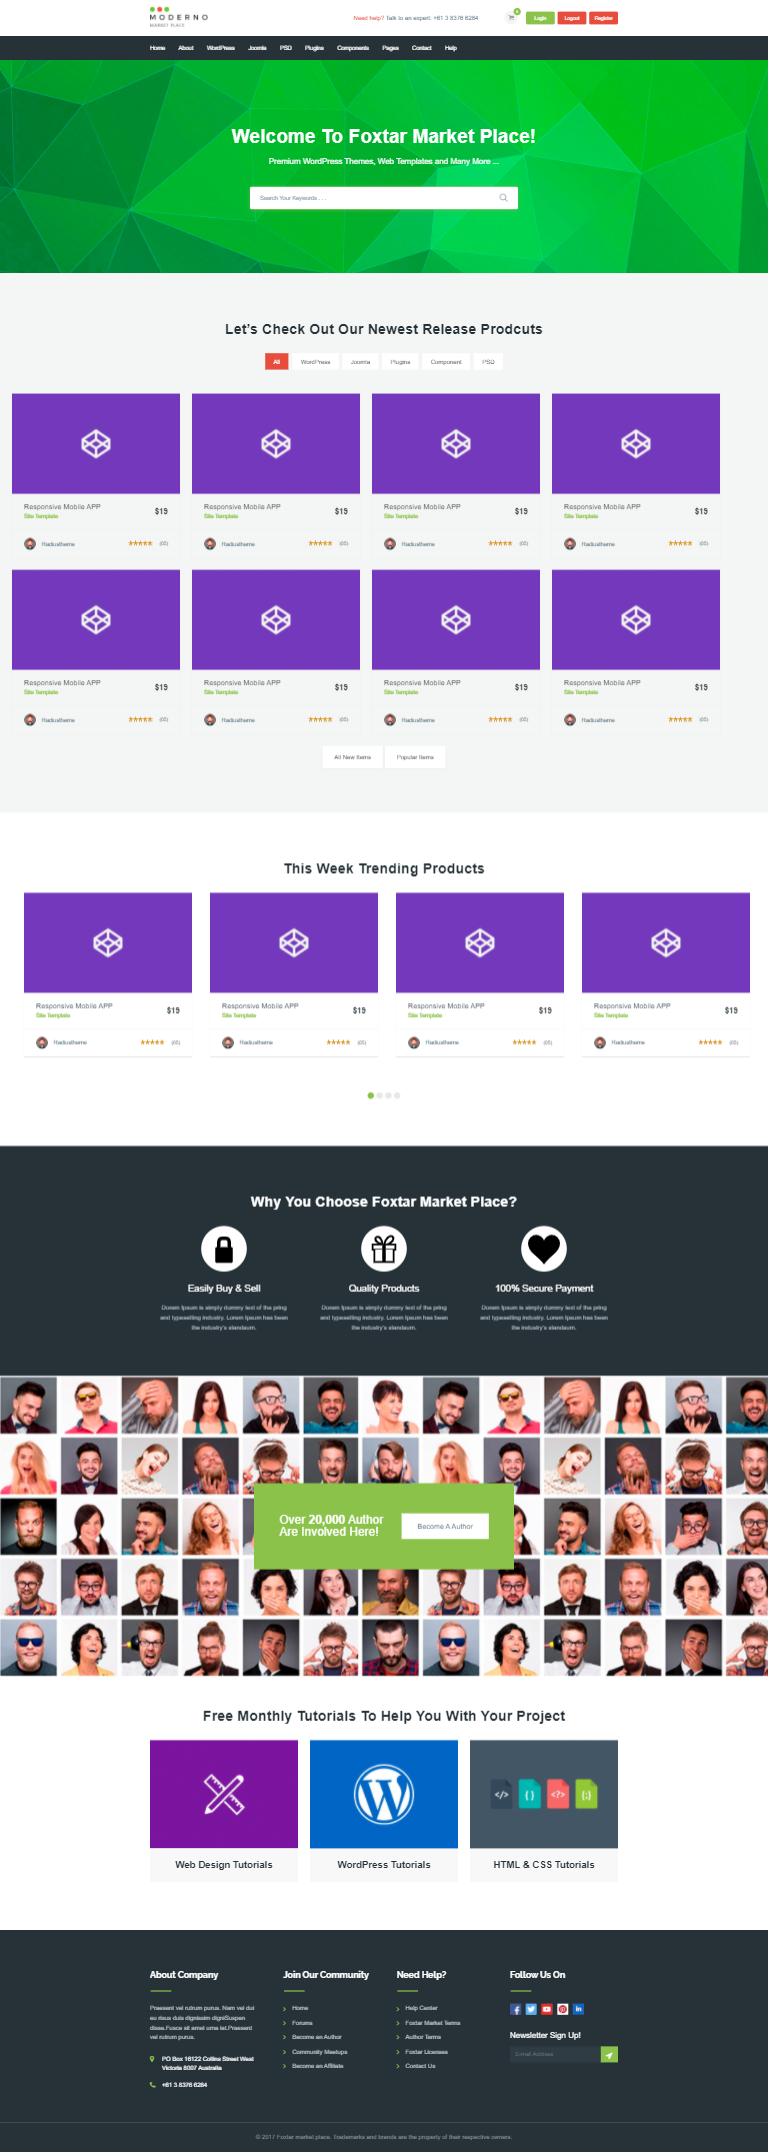 MODERNO
MARKET PLACE
Need help? Talk to an expert: +61 3 8376 6284
0
Login
Logout
Register
Home About WordPress Joomla PSD Plugins Components Pages Contact Help
Welcome To Foxtar Market Place!
Premium WordPress Themes, Web Templates and Many More ...
Search Your Keywords . . .
Let's Check Out Our Newest Release Prodcuts
All WordPress Joomla Plugins Component PSD
Responsive Mobile APP $19 Responsive Mobile APP $19 Responsive Mobile APP $19 Responsive Mobile APP $19
Site Template Site Template Site Template Site Template
Radiustheme (05) Radiustheme (05) Radiustheme (05) Radiustheme (05)
Responsive Mobile APP $19 Responsive Mobile APP $19 Responsive Mobile APP $19 Responsive Mobile APP $19
Site Template Site Template Site Template Site Template
Radiustheme (05) Radiustheme (05) Radiustheme (05) Radiustheme (05)
All New Items Popular Items
This Week Trending Products
Responsive Mobile APP $19 Responsive Mobile APP $19 Responsive Mobile APP $19 Responsive Mobile APP $19
Site Template Site Template Site Template Site Template
Radiustheme (05) Radiustheme (05) Radiustheme (05) Radiustheme (05)
Why You Choose Foxtar Market Place?
Easily Buy & Sell
Dorem Ipsum is simply dummy text of the pring
and typesetting industry. Lorem Ipsum has been
the industry's standaum.
Quality Products
Dorem Ipsum is simply dummy text of the pring
and typesetting industry. Lorem Ipsum has been
the industry's standaum.
100% Secure Payment
Dorem Ipsum is simply dummy text of the pring
and typesetting industry. Lorem Ipsum has been
the industry's standaum.
Over 20,000 Author
Are Involved Here!
Become A Author
Free Monthly Tutorials To Help You With Your Project
Web Design Tutorials
WordPress Tutorials
HTML & CSS Tutorials
About Company
Praesent vel rutrum purus. Nam vel dui
eu risus duis dignissim digniSuspen
disse.Fusce sit amet urna tat.Praesent
vel rutrum purus.
PO Box 16122 Collins Street West
Victoria 8007 Australia
+61 3 8376 6284
Join Our Community
Home
Forums
Become an Author
Community Meetups
Become an Affiliate
Need Help?
Help Center
Foxtar Market Terms
Author Terms
Foxtar Licenses
Contact Us
Follow Us On
Newsletter Sign Up!
E-mail Address
© 2017 Foxtar market place. Trademarks and brands are the property of their respective owners.